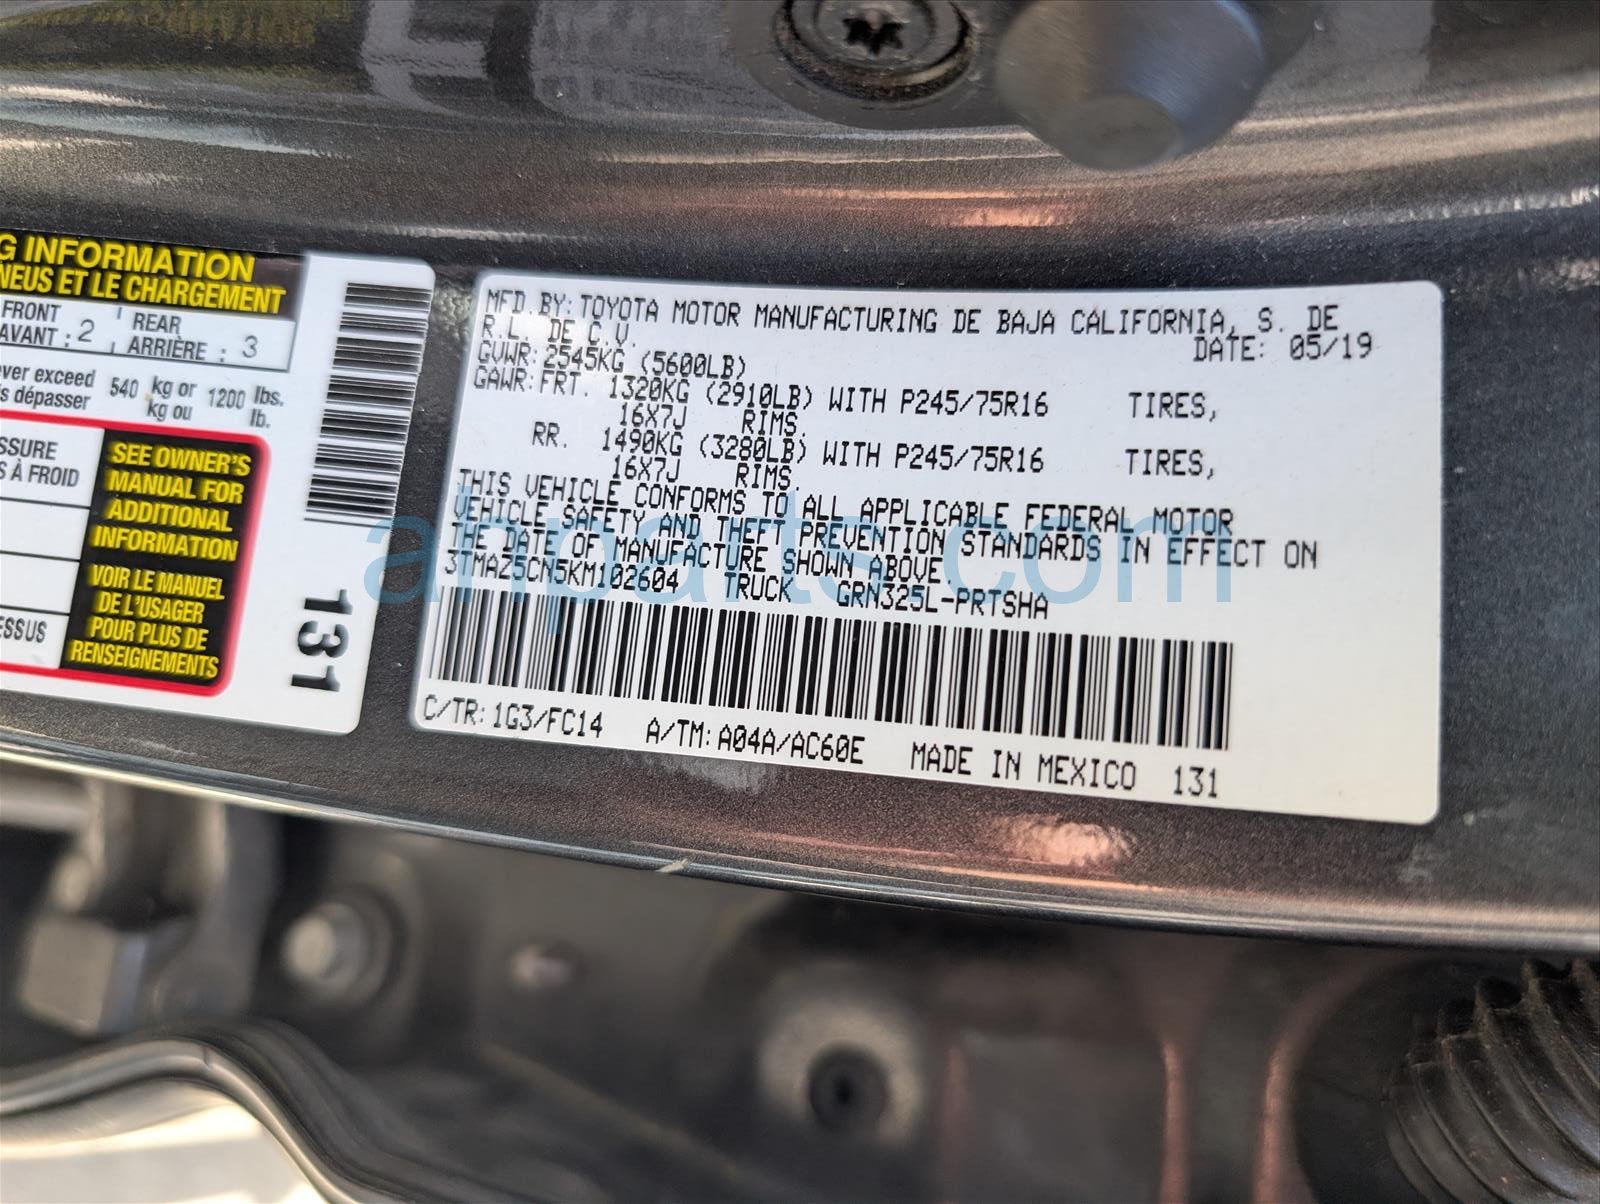 G INFORMATION
NEUS ET LE CHARGEMENT
FRONT
AVANT : 2
REAR
ARRIÈRE : 3
ver exceed
is dépasser
540 kg or 1200 lbs.
kg ou lb.
SSURE
S À FROID
ESSUS
SEE OWNER'S
MANUAL FOR
ADDITIONAL
INFORMATION
VOIR LE MANUEL
DE L'USAGER
POUR PLUS DE
RENSEIGNEMENTS
131
MFD.BY: TOYOTA MOTOR MANUFACTURING DE BAJA CALIFORNIA, S. DE
R.L. DE C.V. DATE: 05/19
GVWR: 2545KG (5600LB)
GAWR: FRT. 1320KG (2910LB) WITH P245/75R16 TIRES,
16X7J RIMS.
RR. 1490KG (3280LB) WITH P245/75R16 TIRES,
16X7J RIMS.
THIS VEHICLE CONFORMS TO ALL APPLICABLE FEDERAL MOTOR
VEHICLE SAFETY AND THEFT PREVENTION STANDARDS IN EFFECT ON
THE DATE OF MANUFACTURE SHOWN ABOVE.
3TMAZ5CN5KM102604 TRUCK GRN325L-PRTSHA
C/TR: 1G3/FC14 A/TM: A04A/AC60E MADE IN MEXICO 131
ahparts.com